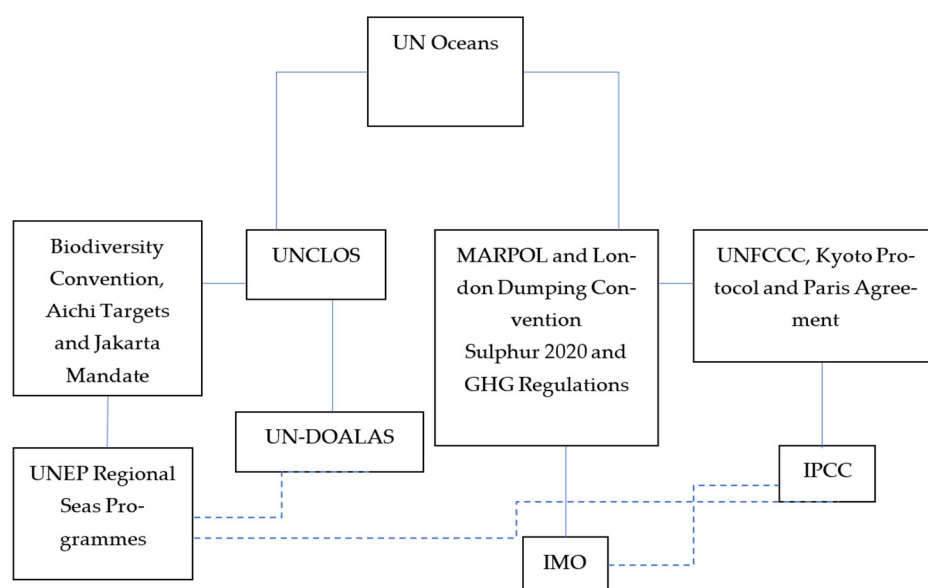 UN Oceans
Biodiversity
Convention,
Aichi Targets
and Jakarta
Mandate
UNCLOS
MARPOL and Lon-
don Dumping Con-
vention
Sulphur 2020 and
GHG Regulations
UNFCCC, Kyoto Pro-
tocol and Paris Agree-
ment
UN-DOALAS
UNEP Regional
Seas Pro-
grammes
IPCC
IMO